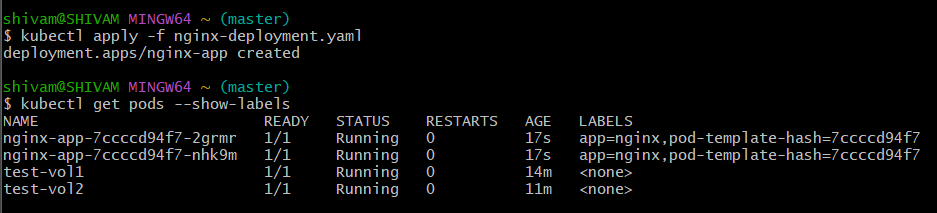 shivam@SHIVAM MINGW64 ~ (master)
$ kubectl apply -f nginx-deployment.yaml
deployment.apps/nginx-app created
shivam@SHIVAM MINGW64 ~ (master)
$ kubectl get pods --show-labels
NAME READY STATUS RESTARTS AGE LABELS
nginx-app-7ccccd94f7-2grmr 1/1 Running 0 17s app=nginx,pod-template-hash=7ccccd94f7
nginx-app-7ccccd94f7-nhk9m 1/1 Running 0 17s app=nginx,pod-template-hash=7ccccd94f7
test-vol1 1/1 Running 0 14m <none>
test-vol2 1/1 Running 0 11m <none>